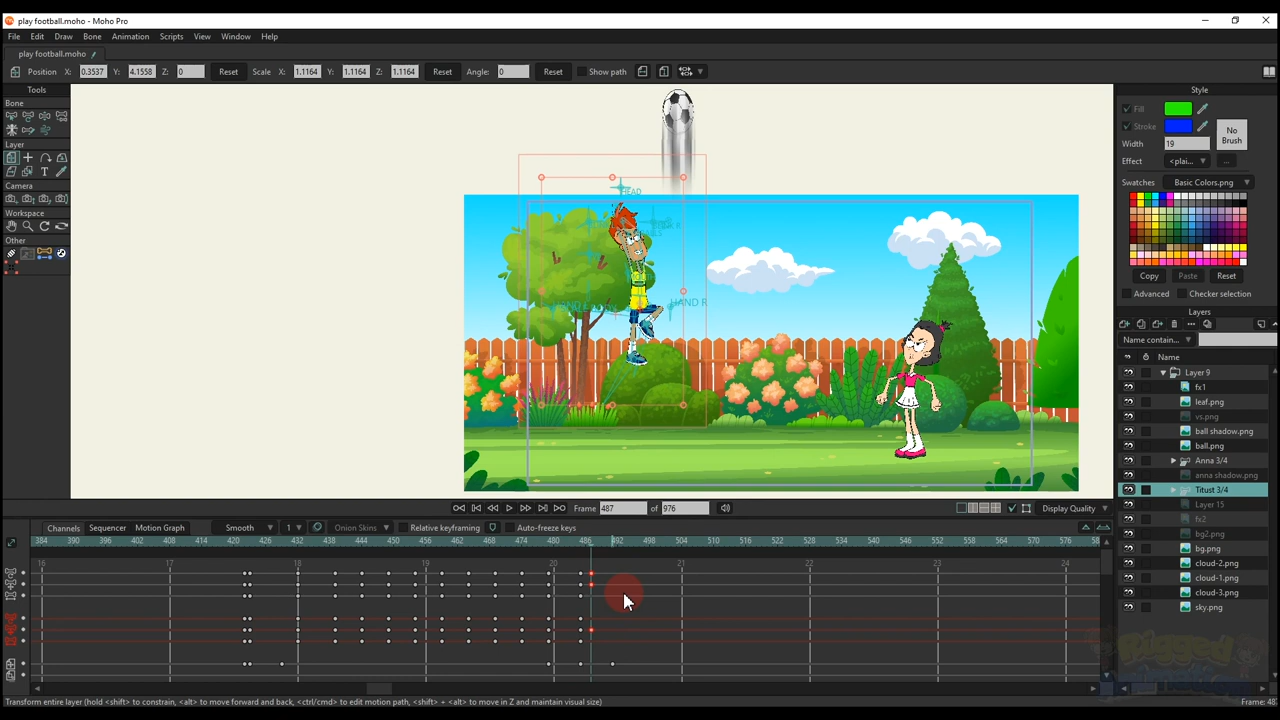 play football.moho - Moho Pro
File Edit Draw Bone Animation Scripts View Window Help
play football.moho
Position X: 0.3537 Y: 4.1558 Z: 0 Reset Scale X: 1.1164 Y: 1.1164 Z: 1.1164 Reset Angle: 0 Reset Show path
Tools
Bone
Layer
Camera
Workspace
Other
HEAD
HAND R
Style
Fill
Stroke
No Brush
Width 19
Effect <plai... ...
Swatches Basic Colors.png
Copy Paste Reset
Advanced Checker selection
Layers
Name contain...
Name
Layer 9
fx1
leaf.png
vs.png
ball shadow.png
ball.png
Anna 3/4
anna shadow.png
Titust 3/4
Layer 15
fx2
bg2.png
bg.png
cloud-2.png
cloud-1.png
cloud-3.png
sky.png
Frame 487 of 976 Display Quality
Channels Sequencer Motion Graph Smooth 1 Onion Skins Relative keyframing Auto-freeze keys
384 390 396 402 408 414 420 426 432 438 444 450 456 462 468 474 480 486 492 498 504 510 516 522 528 534 540 546 552 558 564 570 576
16 17 18 19 20 21 22 23 24
Transform entire layer (hold <shift> to constrain, <alt> to move forward and back, <ctrl/cmd> to edit motion path, <shift> + <alt> to move in Z and maintain visual size)